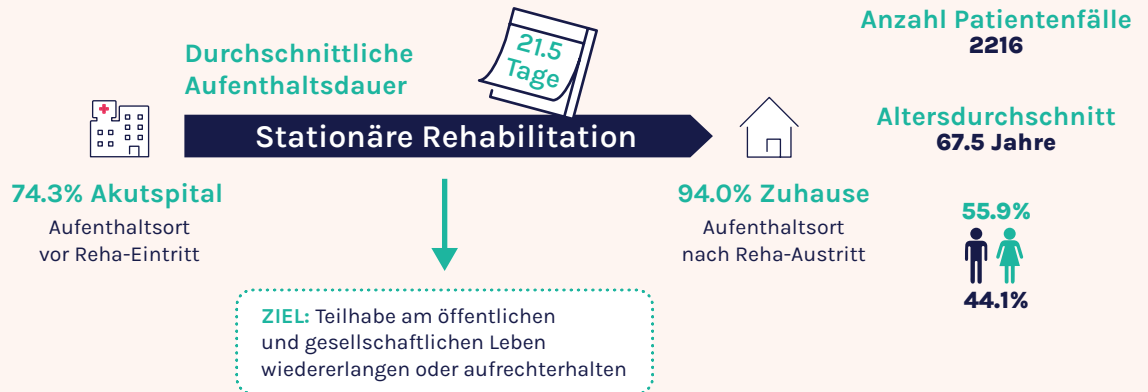 Durchschnittliche
Aufenthaltsdauer
21.5
Tage
Stationäre Rehabilitation
74.3% Akutspital
Aufenthaltsort
vor Reha-Eintritt
94.0% Zuhause
Aufenthaltsort
nach Reha-Austritt
ZIEL: Teilhabe am öffentlichen
und gesellschaftlichen Leben
wiedererlangen oder aufrechterhalten
Anzahl Patientenfälle
2216
Altersdurchschnitt
67.5 Jahre
55.9%
44.1%